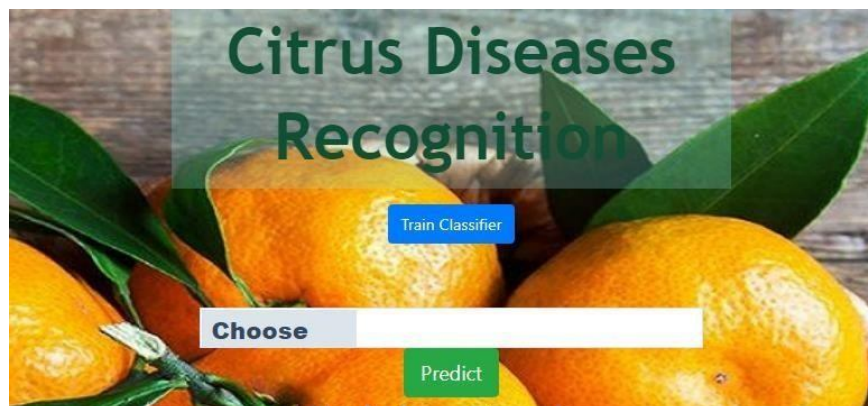 Citrus Diseases
Recognition
Train Classifier
Choose
Predict